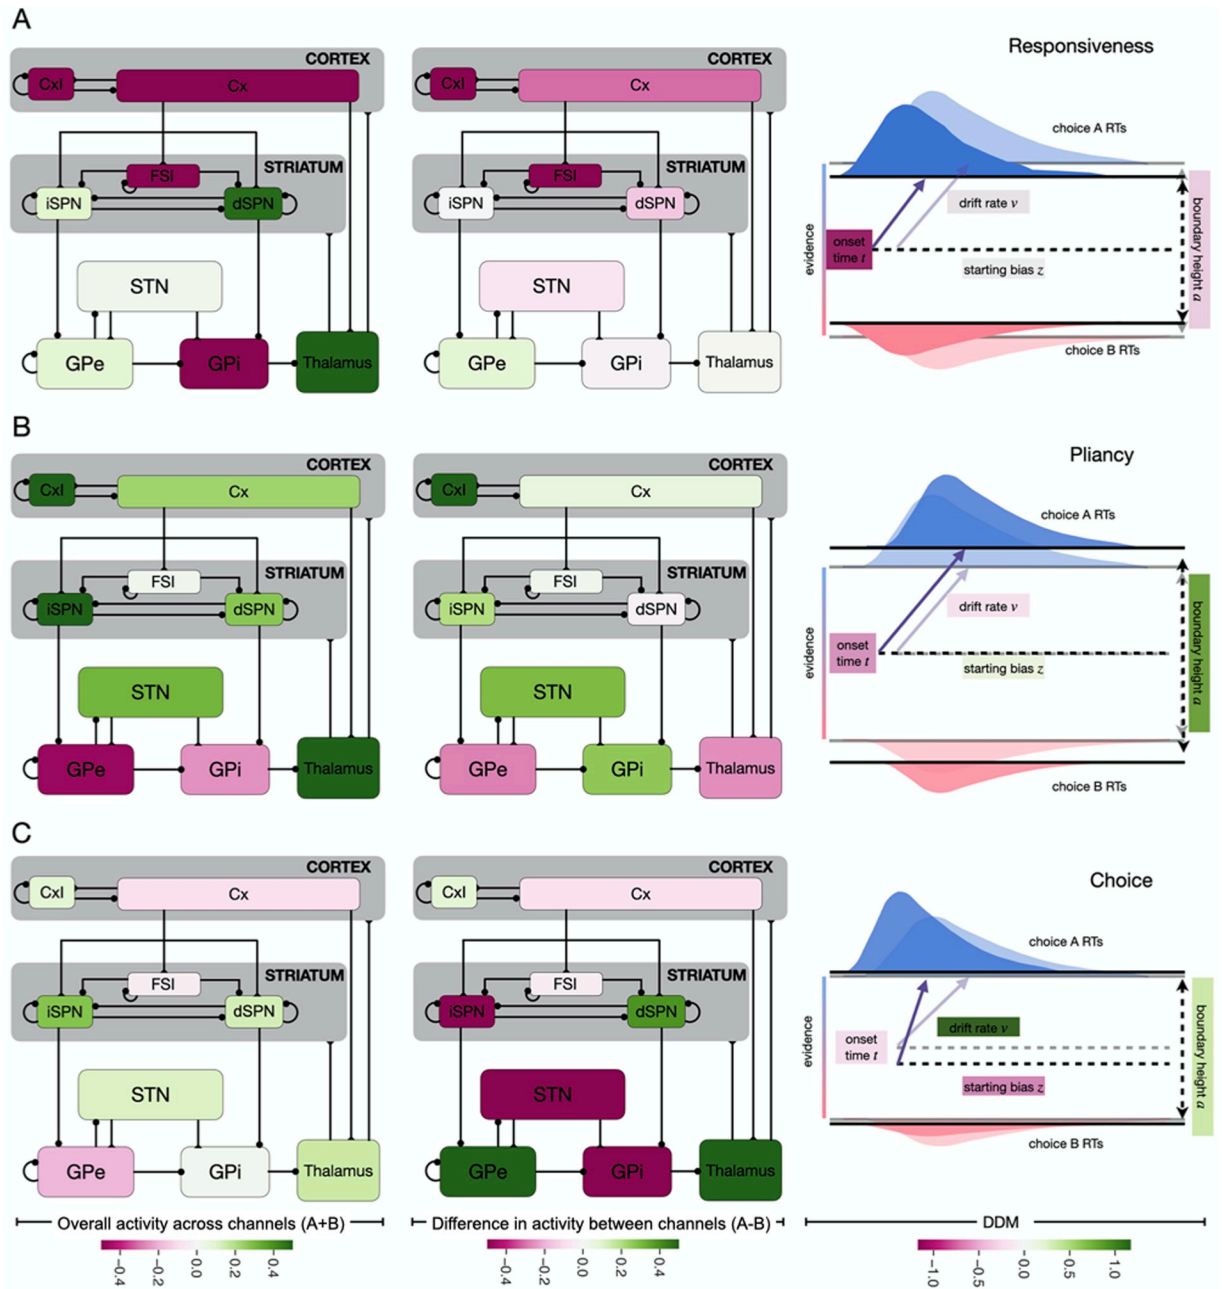 A
CORTEX
CxI
Cx
STRIATUM
FSI
iSPN
dSPN
STN
GPe
GPi
Thalamus
CORTEX
CxI
Cx
STRIATUM
FSI
iSPN
dSPN
STN
GPe
GPi
Thalamus
Responsiveness
choice A RTs
drift rate v
onset
time t
starting bias z
evidence
boundary height a
choice B RTs
B
CORTEX
CxI
Cx
STRIATUM
FSI
iSPN
dSPN
STN
GPe
GPi
Thalamus
CORTEX
CxI
Cx
STRIATUM
FSI
iSPN
dSPN
STN
GPe
GPi
Thalamus
Pliancy
choice A RTs
drift rate v
onset
time t
starting bias z
evidence
boundary height a
choice B RTs
C
CORTEX
CxI
Cx
STRIATUM
FSI
iSPN
dSPN
STN
GPe
GPi
Thalamus
CORTEX
CxI
Cx
STRIATUM
FSI
iSPN
dSPN
STN
GPe
GPi
Thalamus
Choice
choice A RTs
drift rate v
onset
time t
starting bias z
evidence
boundary height a
choice B RTs
Overall activity across channels (A+B)
−0.4 −0.2 0.0 0.2 0.4
Difference in activity between channels (A-B)
−0.4 −0.2 0.0 0.2 0.4
DDM
−1.0 −0.5 0.0 0.5 1.0